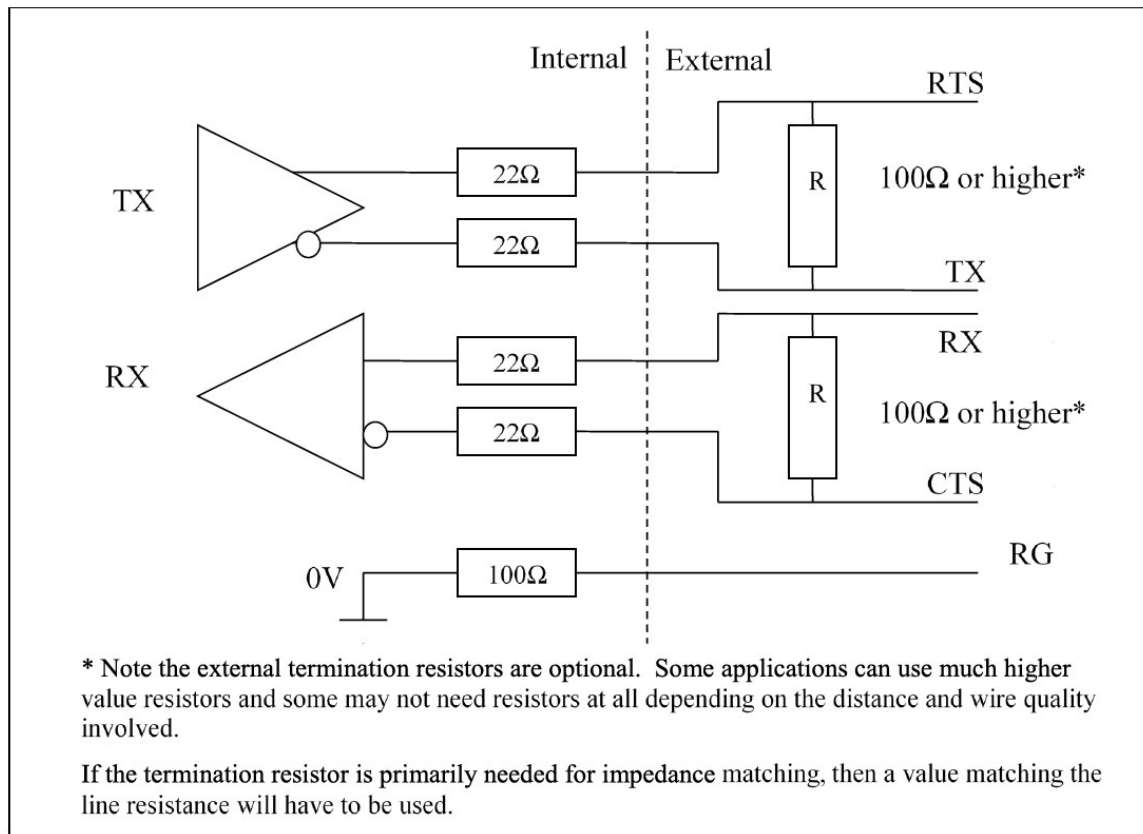 Internal External
RTS
22Ω
R
100Ω or higher*
TX
22Ω
TX
RX
22Ω
RX
R
100Ω or higher*
22Ω
CTS
RG
0V
100Ω
* Note the external termination resistors are optional. Some applications can use much higher
value resistors and some may not need resistors at all depending on the distance and wire quality
involved.
If the termination resistor is primarily needed for impedance matching, then a value matching the
line resistance will have to be used.